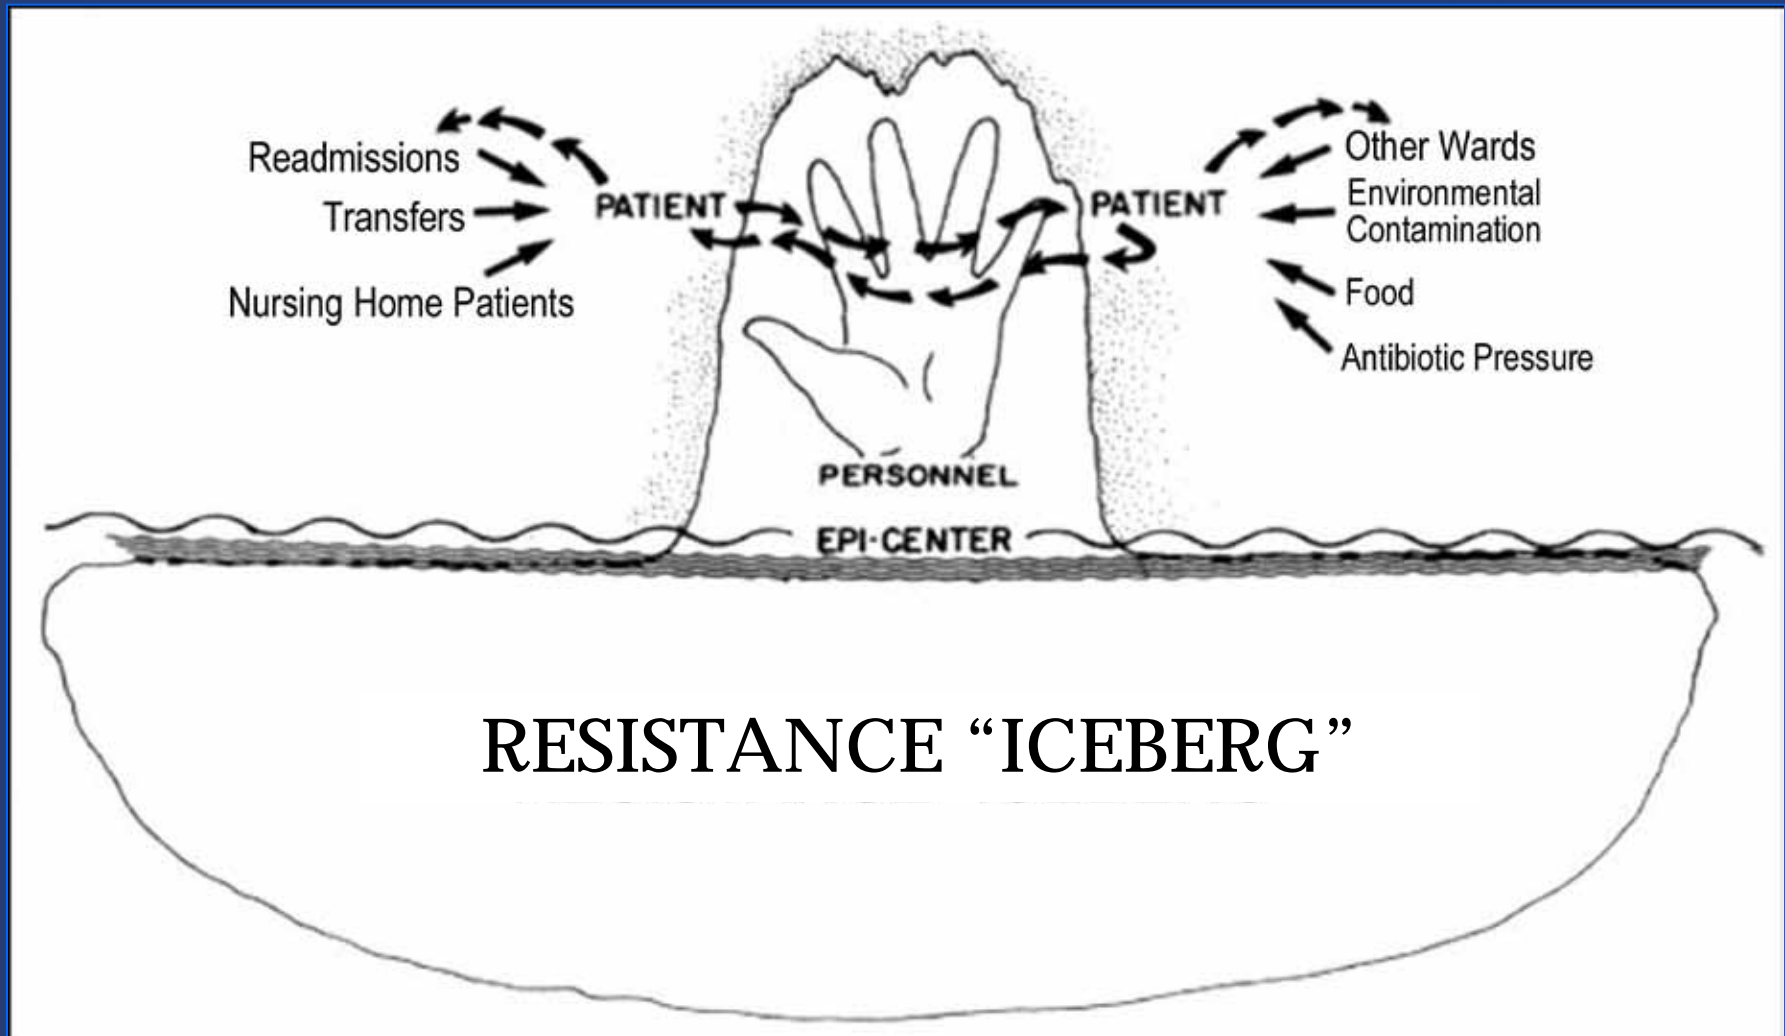 Readmissions
Transfers
Nursing Home Patients
PATIENT
PATIENT
Other Wards
Environmental
Contamination
Food
Antibiotic Pressure
PERSONNEL
EPI-CENTER
RESISTANCE “ICEBERG”